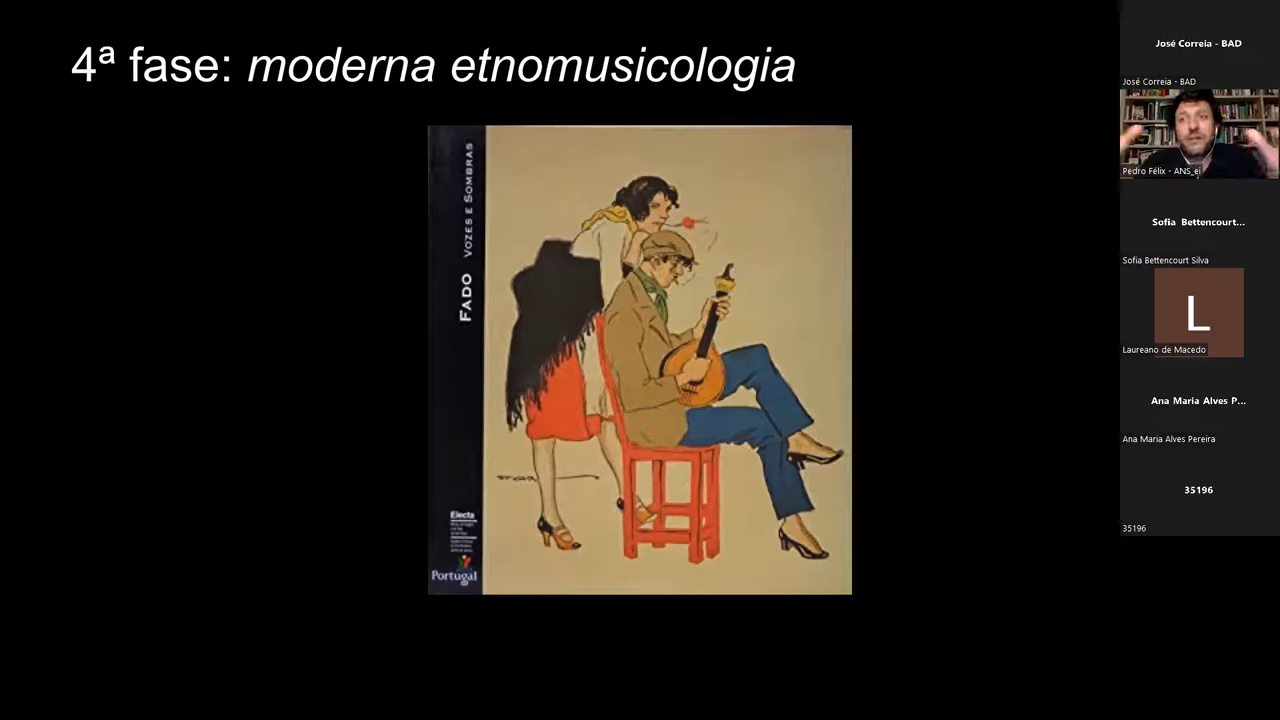 4ª fase: moderna etnomusicologia
FADO VOZES E SOMBRAS
Electa
Portugal
José Correia - BAD
José Correia - BAD
Pedro Félix - ANS_ei
Sofia Bettencourt...
Sofia Bettencourt Silva
L
Laureano de Macedo
Ana Maria Alves P...
Ana Maria Alves Pereira
35196
35196